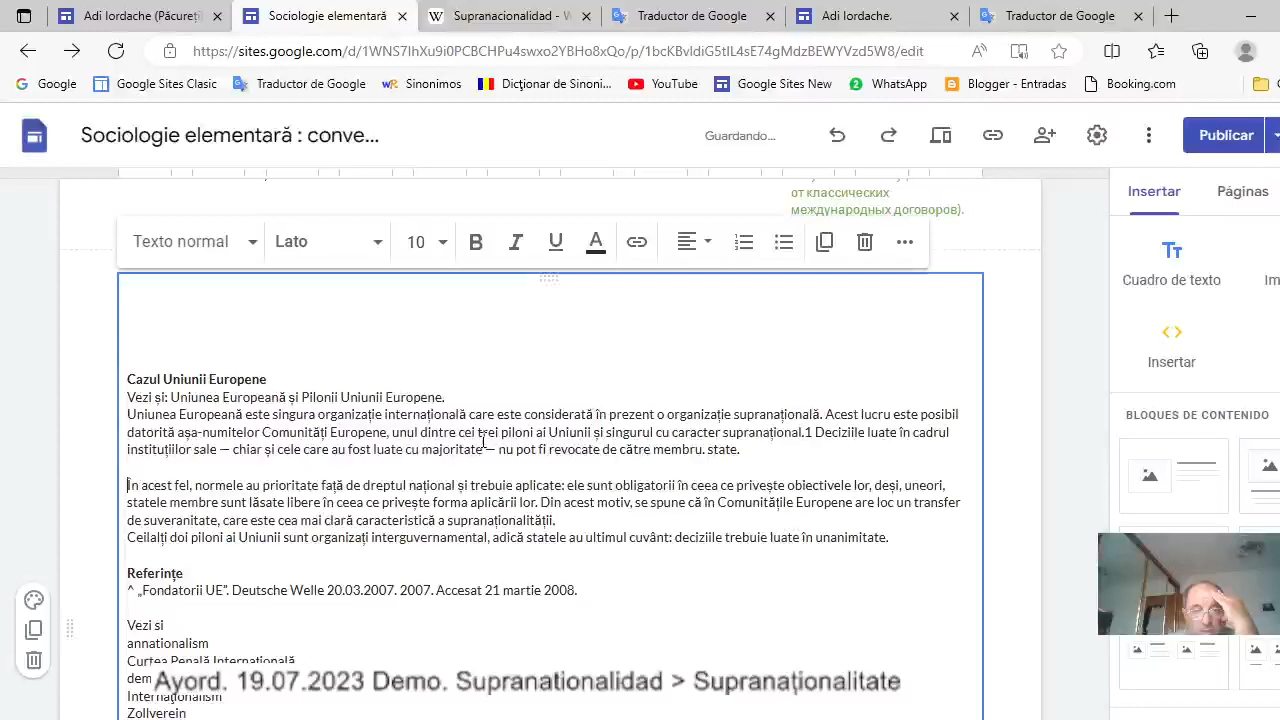 Adi Iordache (Păcureț
Sociologie elementară
Supranacionalidad - W
Traductor de Google
Adi Iordache.
Traductor de Google
https://sites.google.com/d/1WNS7IhXu9i0PCBCHPu4swxo2YBHo8xQo/p/1bcKBvldiG5tIL4sE74gMdzBEWYVzd5W8/edit
Google
Google Sites Clasic
Traductor de Google
Sinonimos
Dicționar de Sinoni...
YouTube
Google Sites New
WhatsApp
Blogger - Entradas
Booking.com
Sociologie elementară : conve...
Guardando...
Publicar
от классических
международных договоров).
Insertar
Páginas
Texto normal
Lato
10
Cuadro de texto
Im
Insertar
BLOQUES DE CONTENIDO
Cazul Uniunii Europene
Vezi și: Uniunea Europeană și Pilonii Uniunii Europene.
Uniunea Europeană este singura organizație internațională care este considerată în prezent o organizație supranațională. Acest lucru este posibil
datorită așa-numitelor Comunități Europene, unul dintre cei trei piloni ai Uniunii și singurul cu caracter supranațional.1 Deciziile luate în cadrul
instituțiilor sale — chiar și cele care au fost luate cu majoritate — nu pot fi revocate de către membru. state.
În acest fel, normele au prioritate față de dreptul național și trebuie aplicate: ele sunt obligatorii în ceea ce privește obiectivele lor, deși, uneori,
statele membre sunt lăsate libere în ceea ce privește forma aplicării lor. Din acest motiv, se spune că în Comunitățile Europene are loc un transfer
de suveranitate, care este cea mai clară caracteristică a supranaționalității.
Ceilalți doi piloni ai Uniunii sunt organizați interguvernamental, adică statele au ultimul cuvânt: deciziile trebuie luate în unanimitate.
Referințe
^ „Fondatorii UE”. Deutsche Welle 20.03.2007. 2007. Accesat 21 martie 2008.
Vezi si
annationalism
Curtea Penală Internațională
dem
Internaționalism
Zollverein
Ayord. 19.07.2023 Demo. Supranationalidad > Supranaționalitate